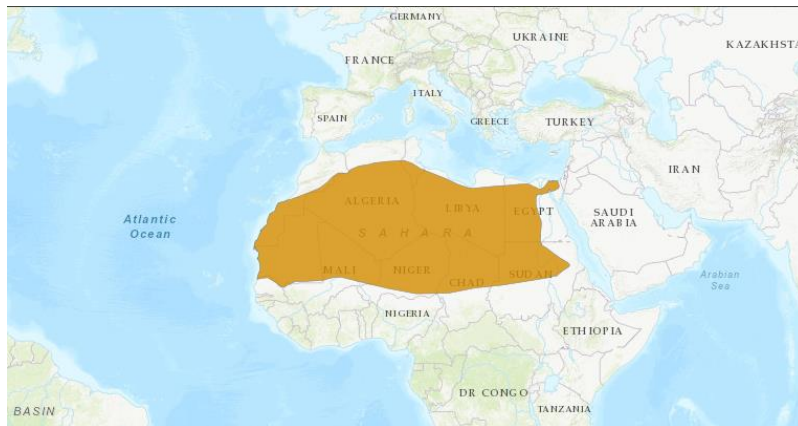 GERMANY
UKRAINE
KAZAKHSTA
FRANCE
ITALY
SPAIN
GREECE
TURKEY
IRAN
ALGERIA
LIBYA
EGYPT
SAUDI
ARABIA
Atlantic
Ocean
SAHARA
MALI
NIGER
CHAD
SUDAN
Arabian
Sea
NIGERIA
ETHIOPIA
DR CONGO
TANZANIA
BASIN